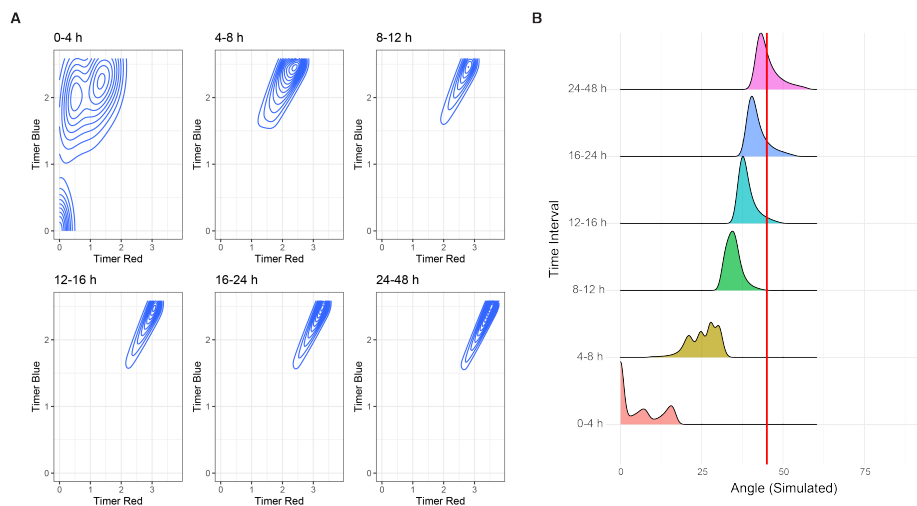 A
B
0-4 h
4-8 h
8-12 h
Timer Blue
2
1
0
0 1 2 3
Timer Red
Timer Blue
2
1
0
0 1 2 3
Timer Red
Timer Blue
2
1
0
0 1 2 3
Timer Red
12-16 h
16-24 h
24-48 h
Timer Blue
2
1
0
0 1 2 3
Timer Red
Timer Blue
2
1
0
0 1 2 3
Timer Red
Timer Blue
2
1
0
0 1 2 3
Timer Red
Time Interval
24-48 h
16-24 h
12-16 h
8-12 h
4-8 h
0-4 h
0 25 50 75
Angle (Simulated)